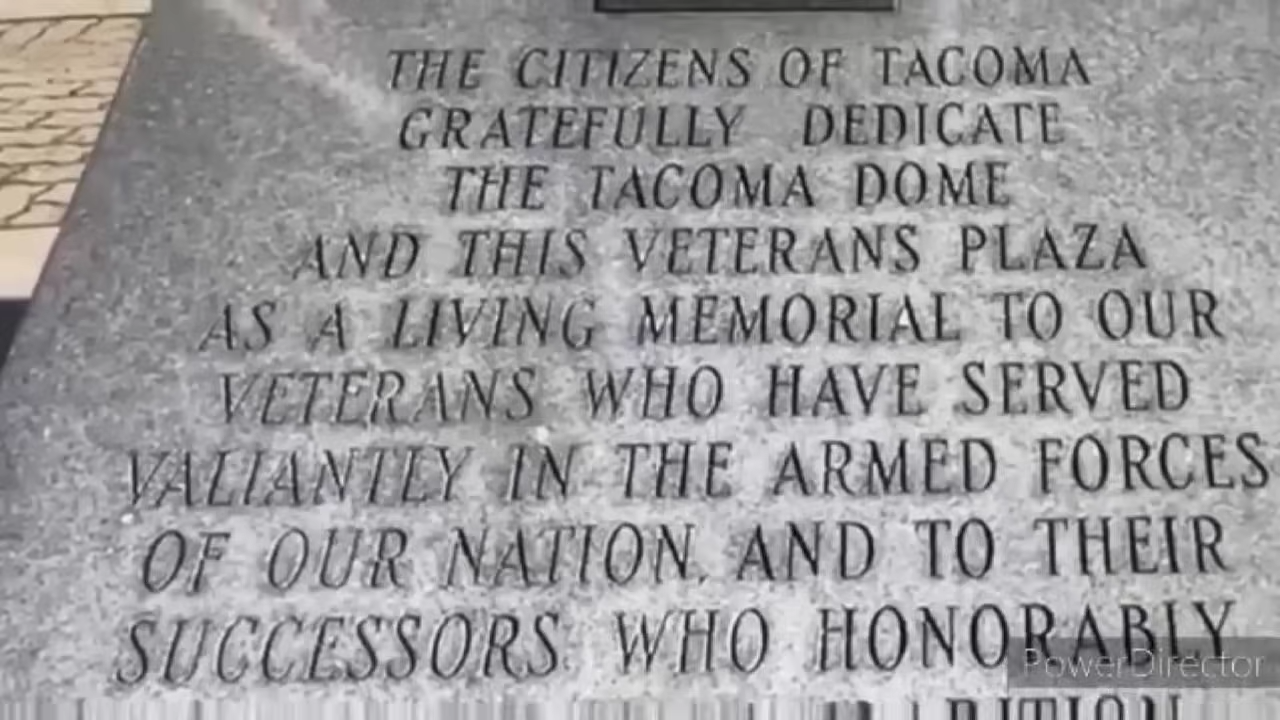 THE CITIZENS OF TACOMA
GRATEFULLY DEDICATE
THE TACOMA DOME
AND THIS VETERANS PLAZA
AS A LIVING MEMORIAL TO OUR
VETERANS WHO HAVE SERVED
VALIANTLY IN THE ARMED FORCES
OF OUR NATION, AND TO THEIR
SUCCESSORS WHO HONORABLY
PowerDirector